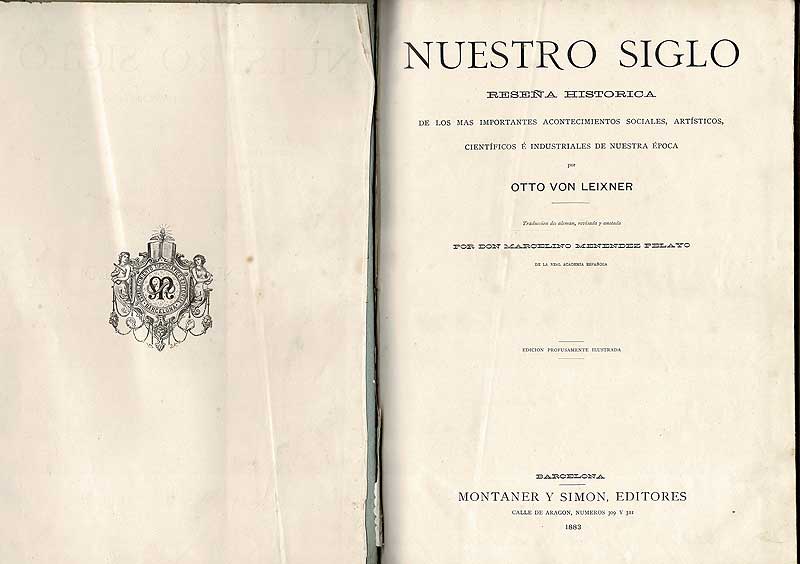 NUESTRO SIGLO
RESEÑA HISTORICA
DE LOS MAS IMPORTANTES ACONTECIMIENTOS SOCIALES, ARTÍSTICOS,
CIENTÍFICOS É INDUSTRIALES DE NUESTRA ÉPOCA
por
OTTO VON LEIXNER
Traduccion del aleman, revisada y anotada
POR DON MARCELINO MENENDEZ PELAYO
DE LA REAL ACADEMIA ESPAÑOLA
EDICION PROFUSAMENTE ILUSTRADA
BARCELONA
MONTANER Y SIMON, EDITORES
CALLE DE ARAGON, NUMEROS 309 Y 311
1883